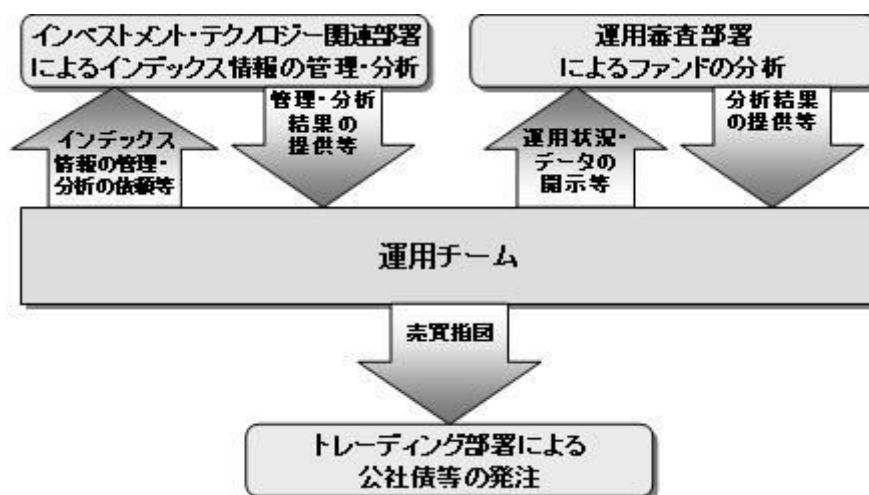 インベストメント・テクノロジー関連部署
によるインデックス情報の管理・分析
運用審査部署
によるファンドの分析
インデックス
情報の管理・
分析の依頼等
管理・分析
結果の
提供等
運用状況・
データの
開示等
分析結果
の提供等
運用チーム
売買指図
トレーディング部署による
公社債等の発注